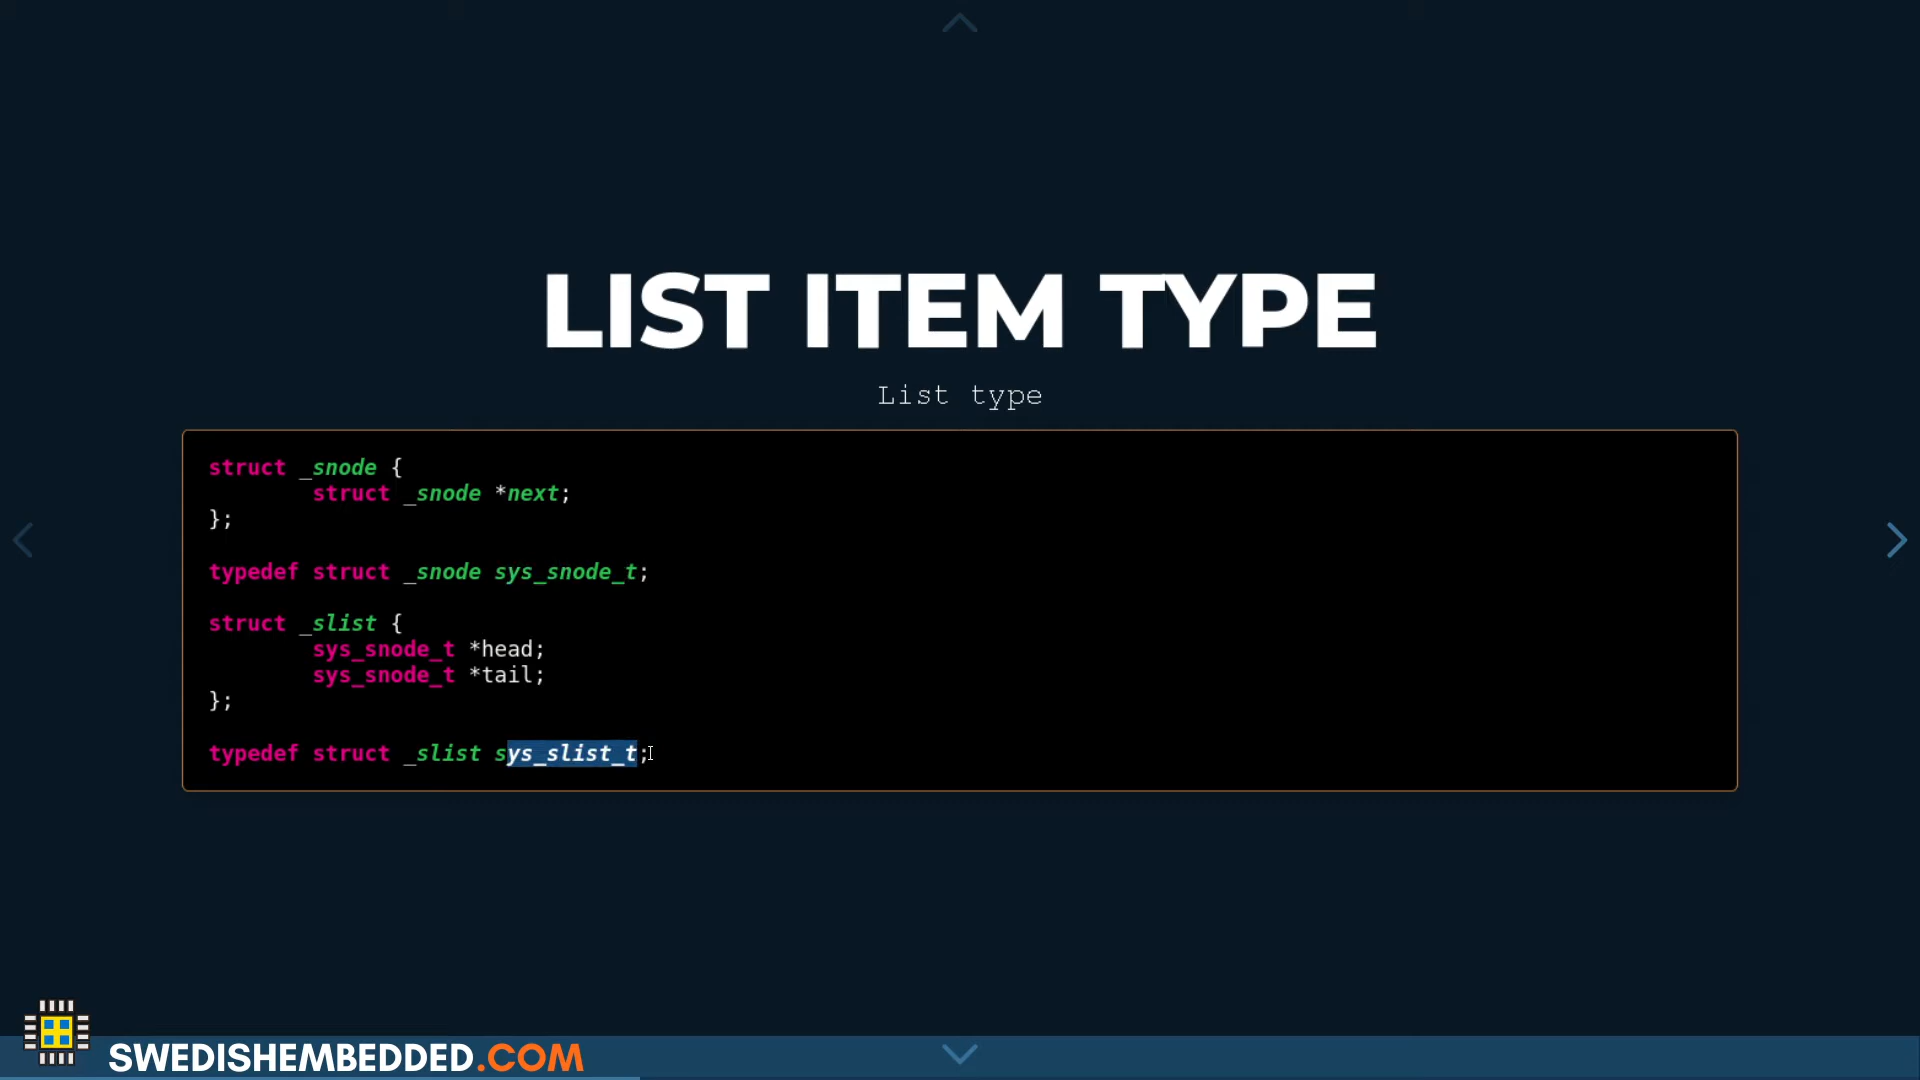 LIST ITEM TYPE
List type
struct _snode {
        struct _snode *next;
};
typedef struct _snode sys_snode_t;
struct _slist {
        sys_snode_t *head;
        sys_snode_t *tail;
};
typedef struct _slist sys_slist_t;
SWEDISHEMBEDDED.COM